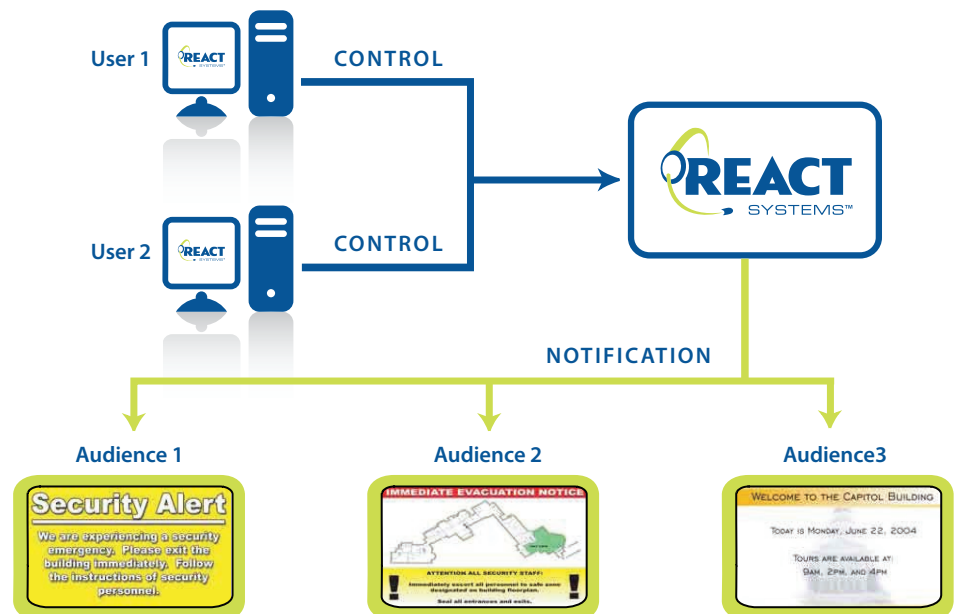 User 1
REACT
SYSTEMS
CONTROL
User 2
REACT
SYSTEMS
CONTROL
REACT
SYSTEMS™
NOTIFICATION
Audience 1
Security Alert
We are experiencing a security
emergency. Please exit the
building immediately. Follow
the instructions of security
personnel.
Audience 2
IMMEDIATE EVACUATION NOTICE
ATTENTION ALL SECURITY STAFF:
Immediately escort all personnel to safe zone
designated on building floorplan.
Seal all entrances and exits.
! !
Audience3
WELCOME TO THE CAPITOL BUILDING
TODAY IS MONDAY, JUNE 22, 2004
TOURS ARE AVAILABLE AT:
9AM, 2PM, AND 4PM